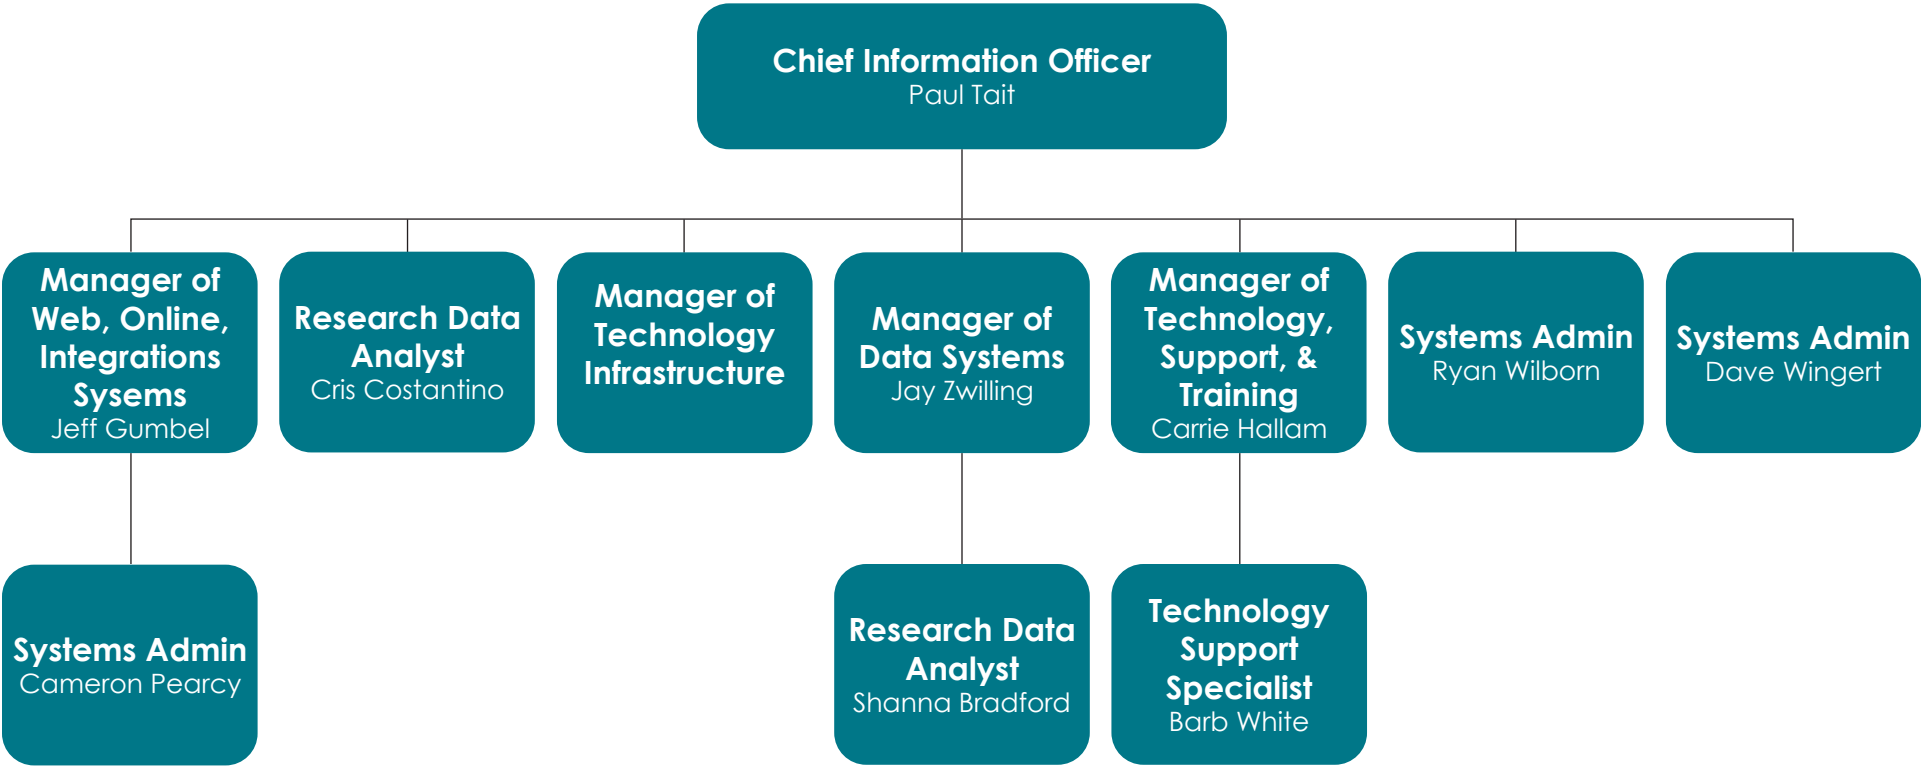 Chief Information Officer
Paul Tait
Manager of
Web, Online,
Integrations
Sysems
Jeff Gumbel
Research Data
Analyst
Cris Costantino
Manager of
Technology
Infrastructure
Manager of
Data Systems
Jay Zwilling
Manager of
Technology,
Support, &
Training
Carrie Hallam
Systems Admin
Ryan Wilborn
Systems Admin
Dave Wingert
Systems Admin
Cameron Pearcy
Research Data
Analyst
Shanna Bradford
Technology
Support
Specialist
Barb White